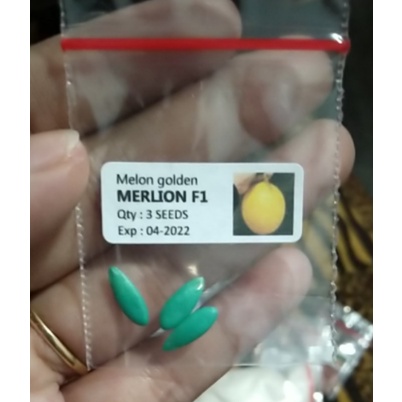 Melon golden
MERLION F1
Qty : 3 SEEDS
Exp : 04-2022